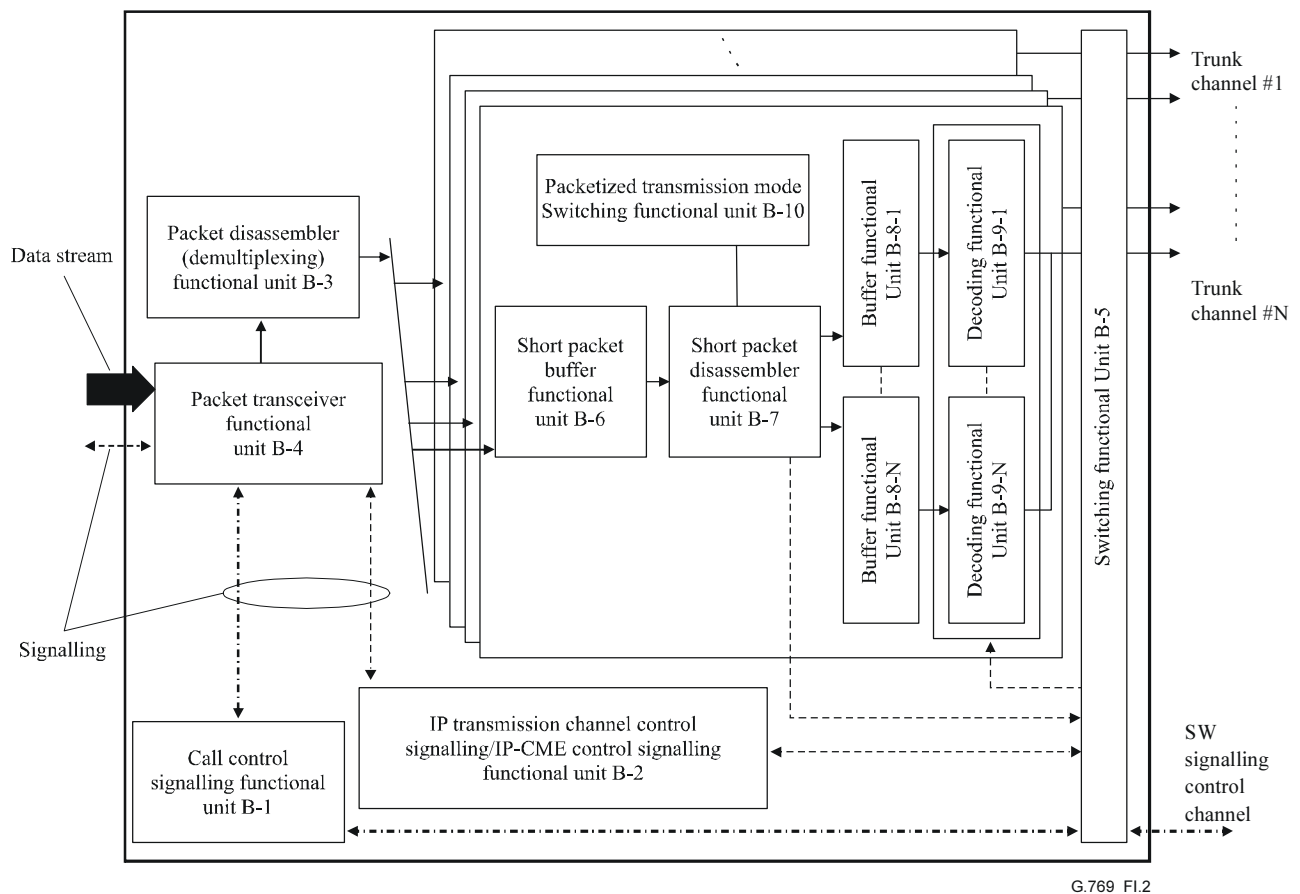 Trunk
channel #1
Packetized transmission mode
Switching functional unit B-10
Buffer functional
Unit B-8-1
Decoding functional
Unit B-9-1
Packet disassembler
(demultiplexing)
functional unit B-3
Data stream
Trunk
channel #N
Switching functional Unit B-5
Short packet
buffer
functional
unit B-6
Short packet
disassembler
functional
unit B-7
Packet transceiver
functional
unit B-4
Buffer functional
Unit B-8-N
Decoding functional
Unit B-9-N
Signalling
IP transmission channel control
signalling/IP-CME control signalling
functional unit B-2
Call control
signalling functional
unit B-1
SW
signalling
control
channel
G.769_FI.2